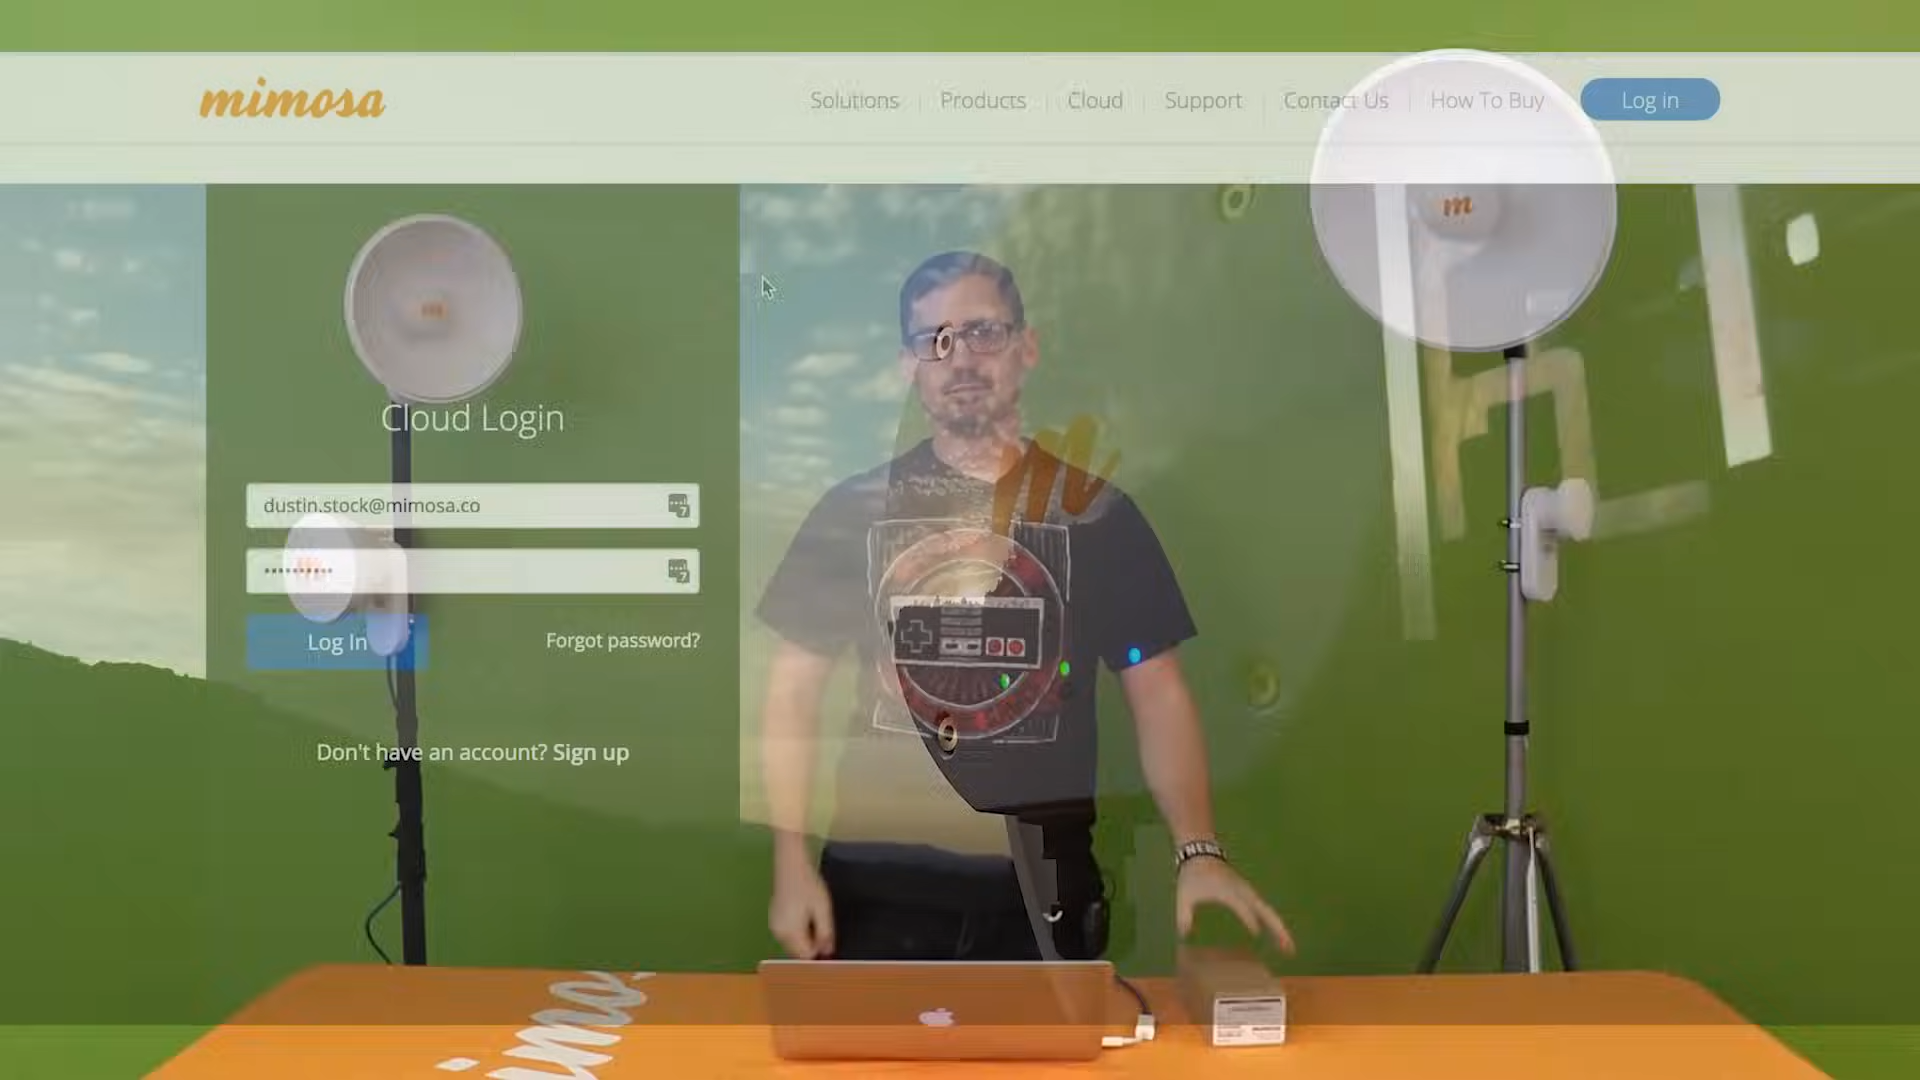 mimosa
Solutions
Products
Cloud
Support
Contact Us
How To Buy
Log in
m
m
Cloud Login
dustin.stock@mimosa.co
Log In
Forgot password?
Don't have an account? Sign up
m